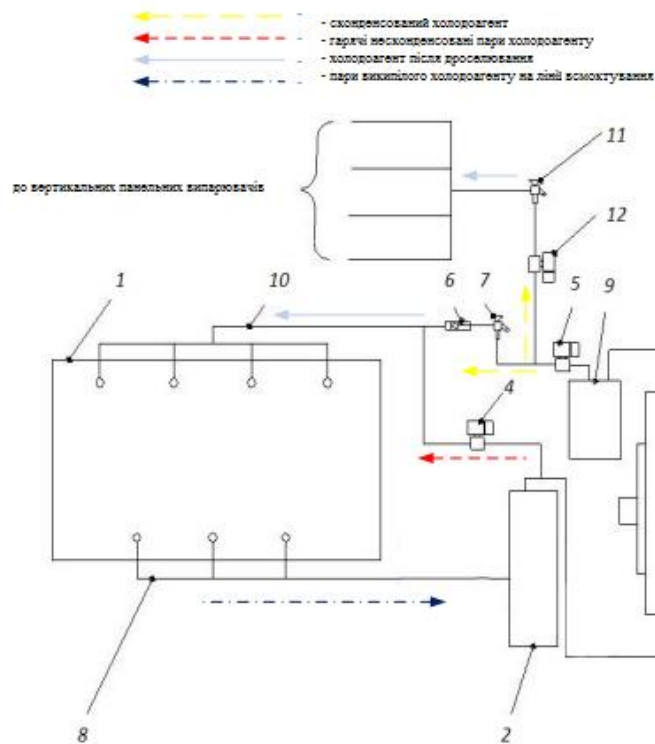 - сконденсований холодоагент
- гарячі несконденсовані пари холодоагенту
- холодоагент після дроселювання
- пари википілого холодоагенту на лінії всмоктування
11
до вертикальних панельних випарювачів
12
1
10
6
7
5
9
4
8
2